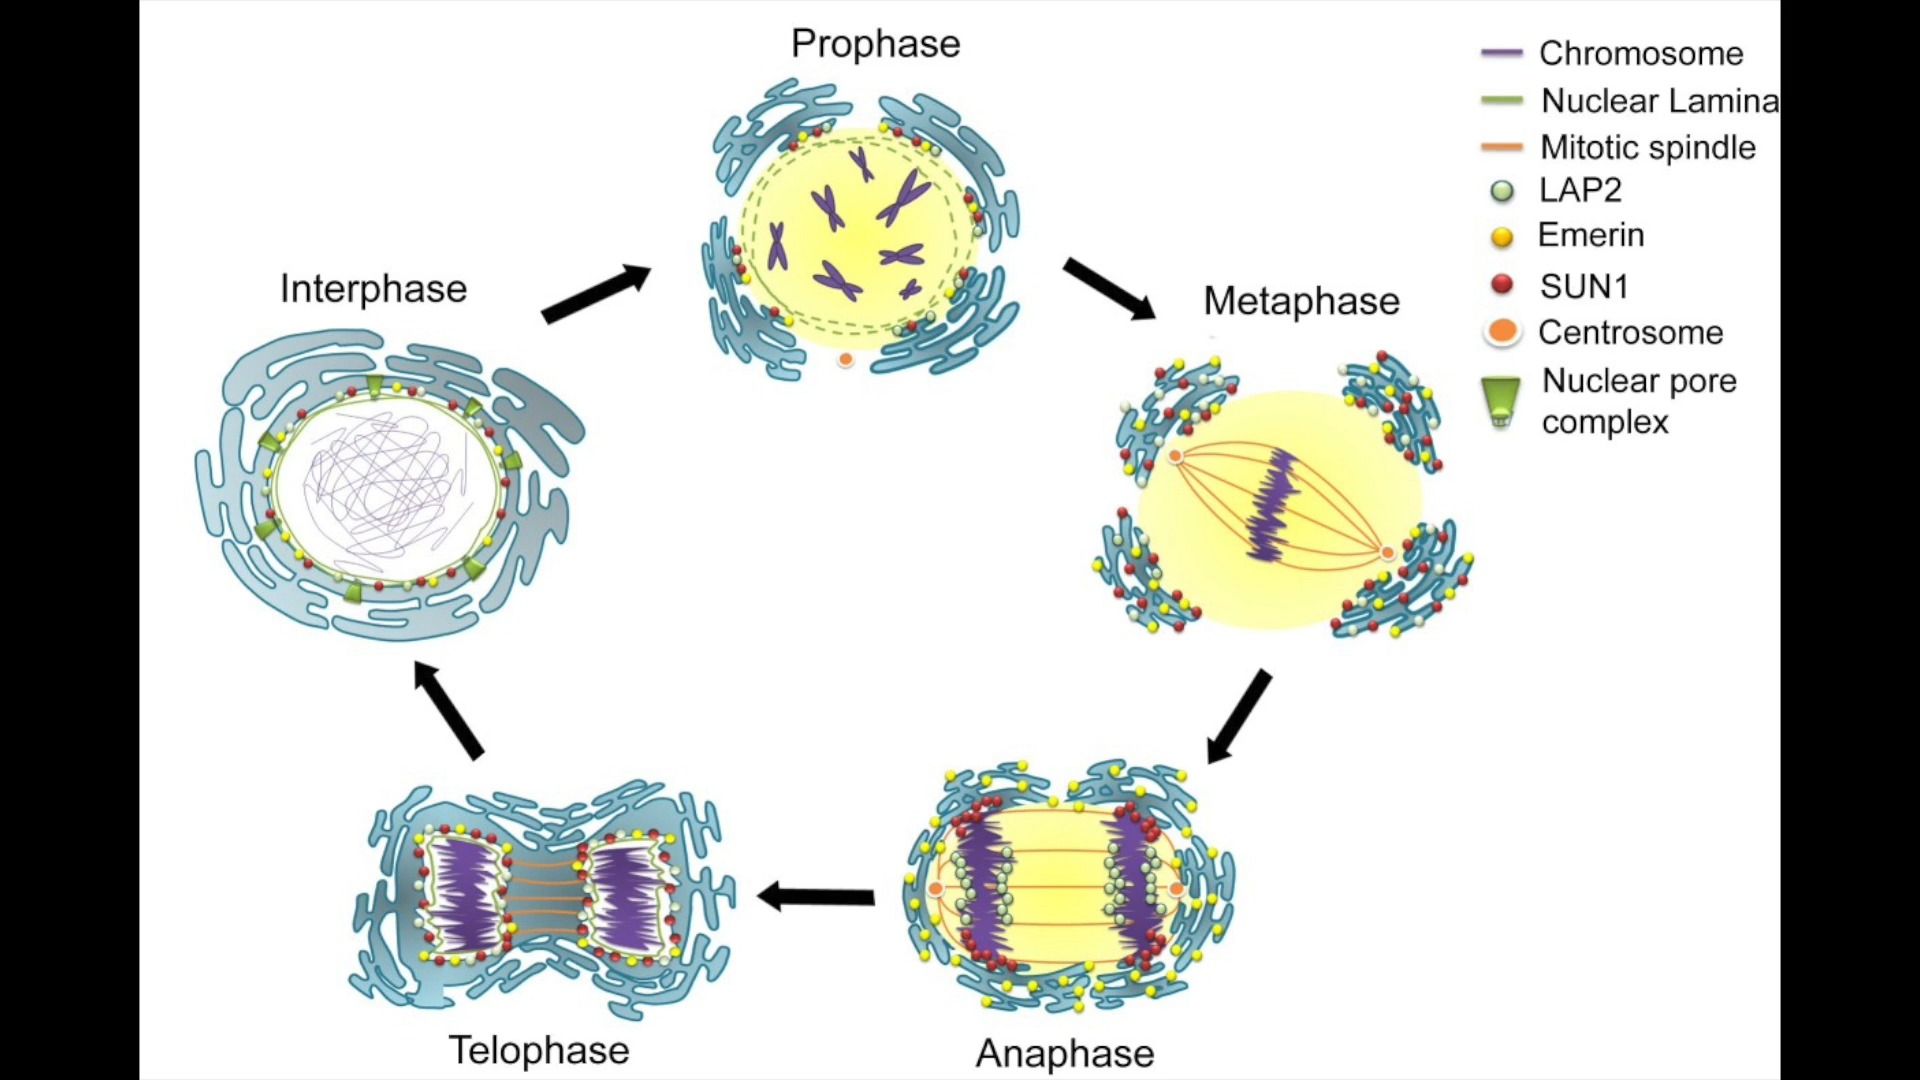 Prophase
Interphase
Metaphase
Telophase
Anaphase
Chromosome
Nuclear Lamina
Mitotic spindle
LAP2
Emerin
SUN1
Centrosome
Nuclear pore
complex